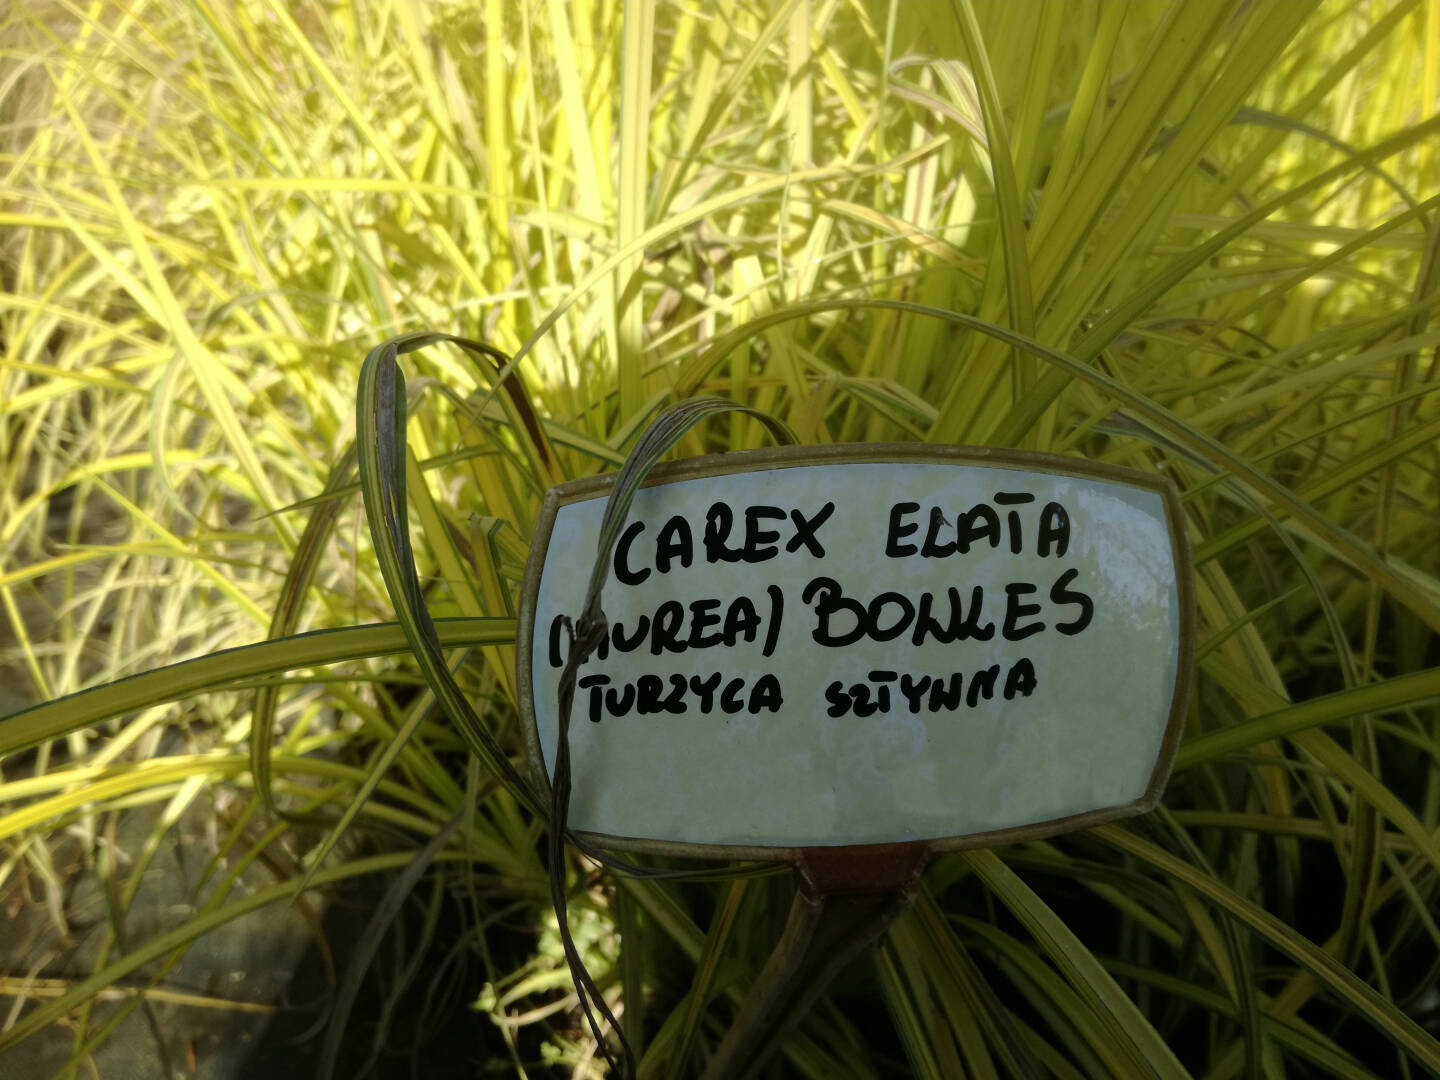 CAREX ELATA
(AUREA) BOWLES
TURZYCA SZTYWNA